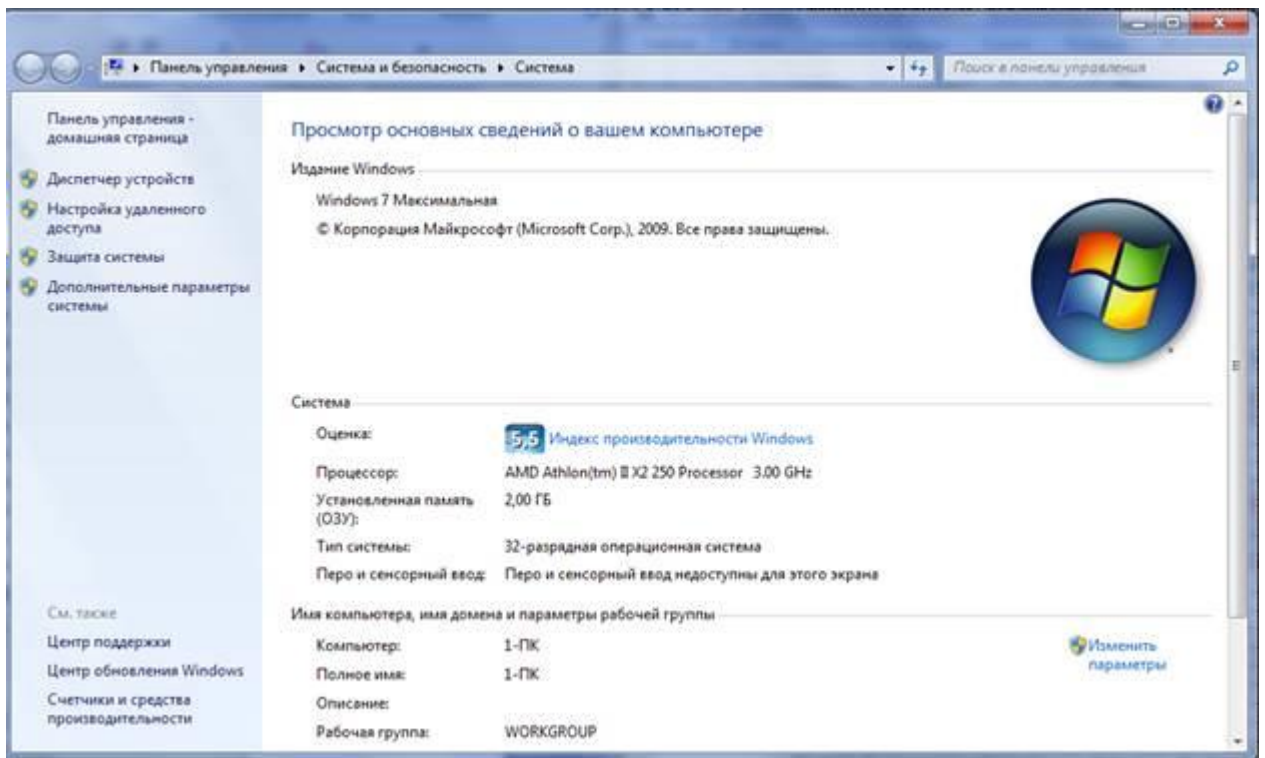 Панель управления ▸ Система и безопасность ▸ Система
Поиск в панели управления
Панель управления -
домашняя страница
Диспетчер устройств
Настройка удаленного
доступа
Защита системы
Дополнительные параметры
системы
См. также
Центр поддержки
Центр обновления Windows
Счетчики и средства
производительности
Просмотр основных сведений о вашем компьютере
Издание Windows
Windows 7 Максимальная
© Корпорация Майкрософт (Microsoft Corp.), 2009. Все права защищены.
Система
Оценка: 5,5 Индекс производительности Windows
Процессор: AMD Athlon(tm) II X2 250 Processor 3.00 GHz
Установленная память 2,00 ГБ
(ОЗУ):
Тип системы: 32-разрядная операционная система
Перо и сенсорный ввод: Перо и сенсорный ввод недоступны для этого экрана
Имя компьютера, имя домена и параметры рабочей группы
Компьютер: 1-ПК
Изменить
параметры
Полное имя: 1-ПК
Описание:
Рабочая группа: WORKGROUP